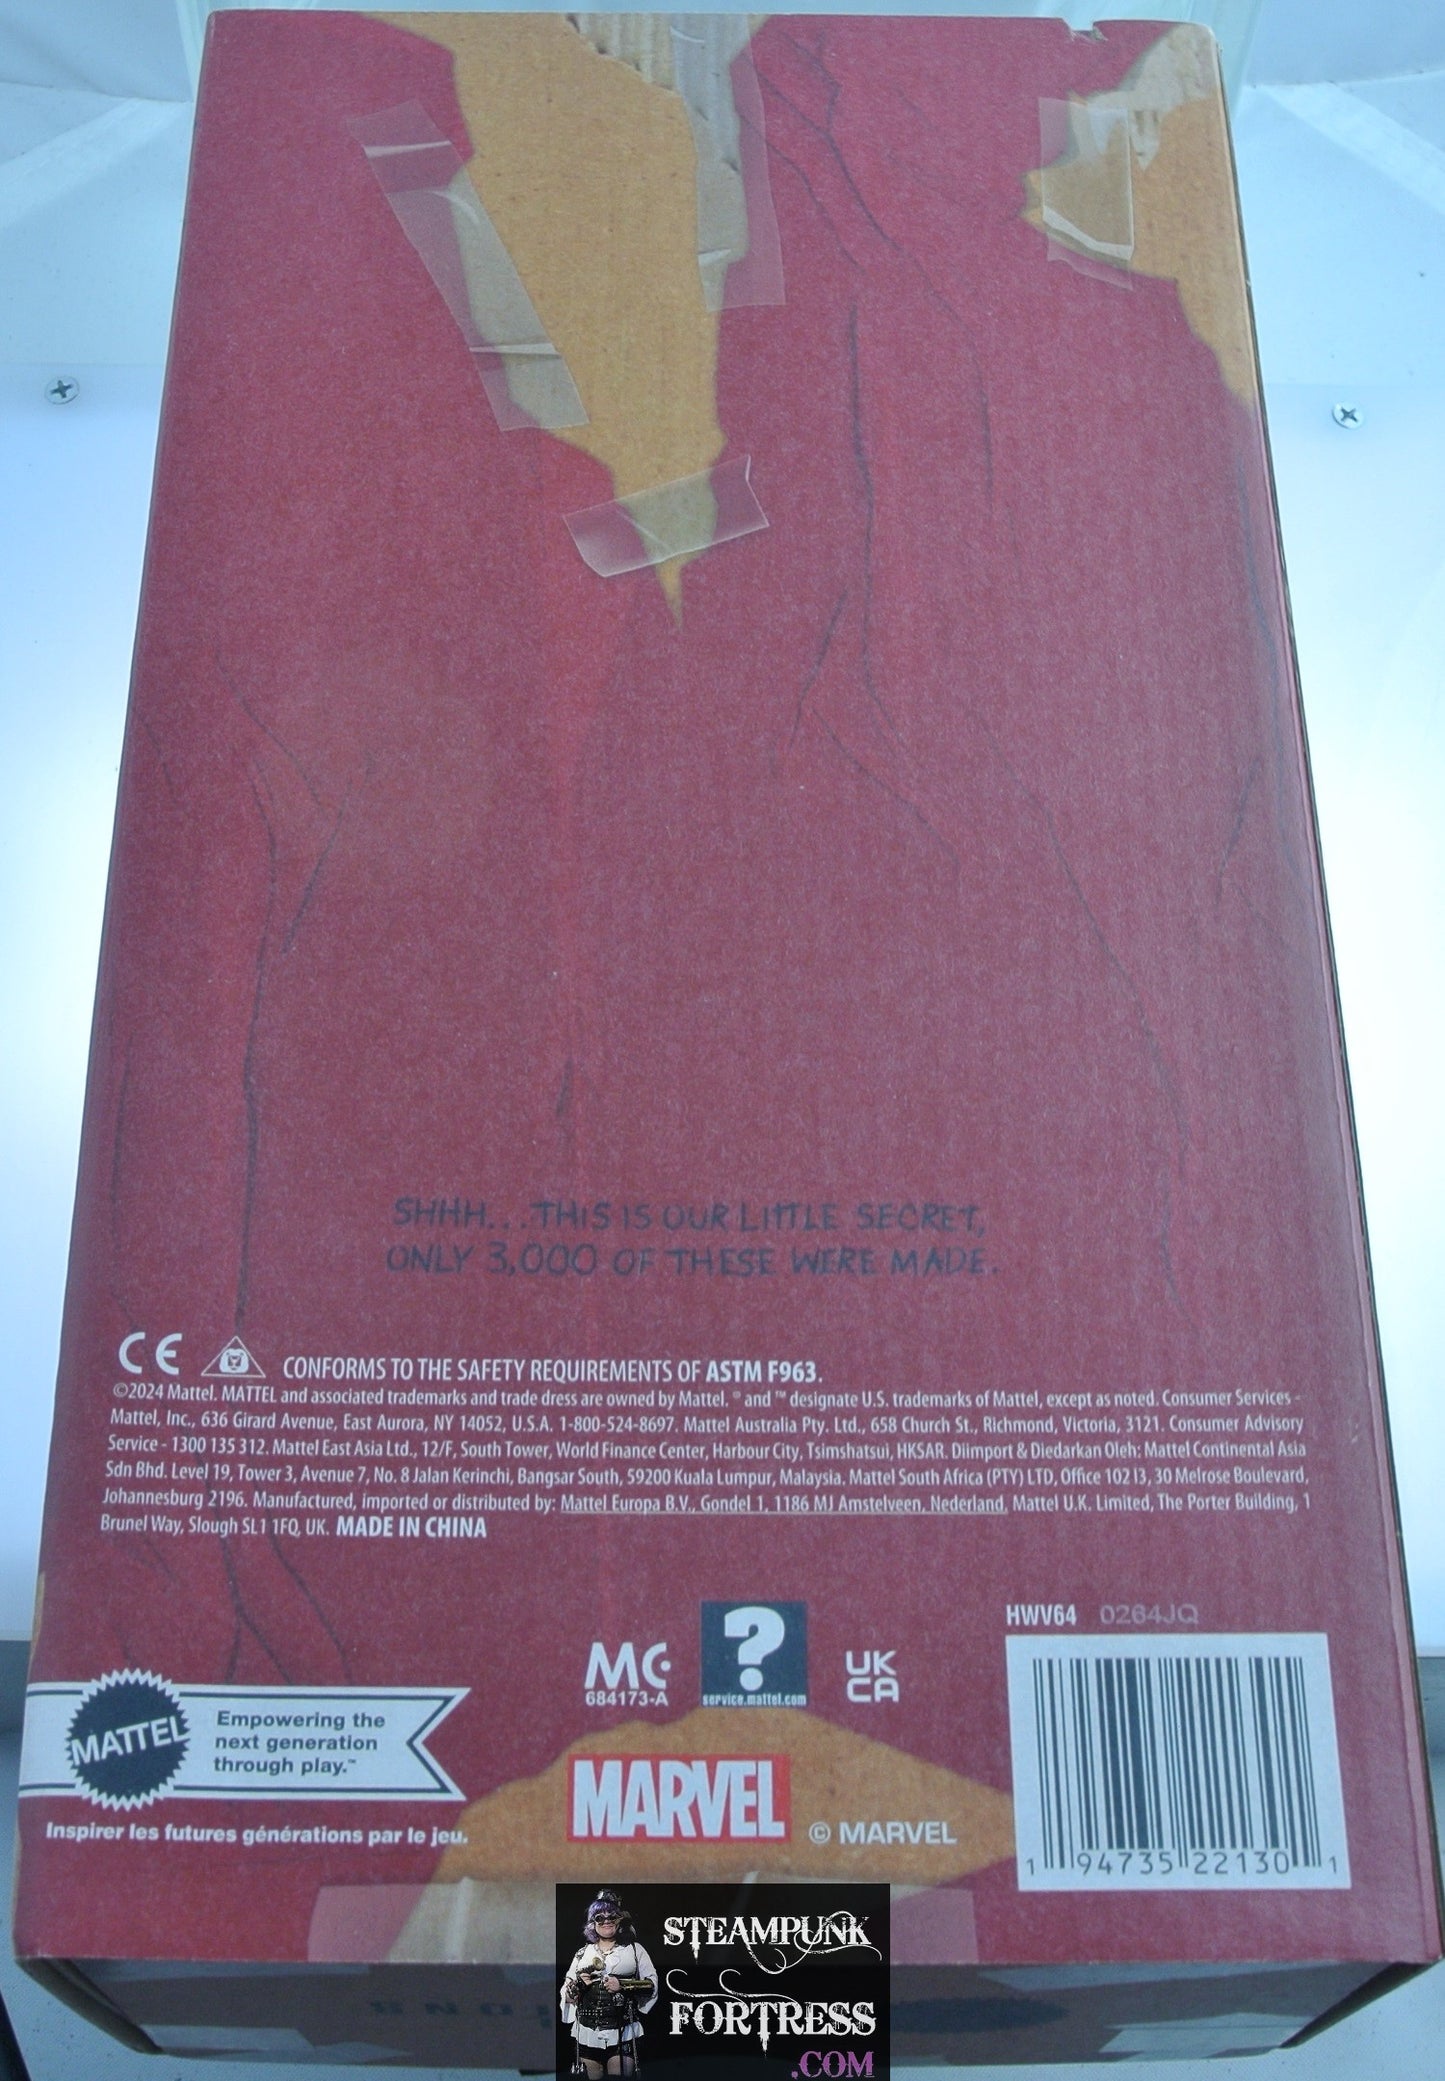 SHHH...THIS IS OUR LITTLE SECRET,
ONLY 3,000 OF THESE WERE MADE.
CE
CONFORMS TO THE SAFETY REQUIREMENTS OF ASTM F963.
©2024 Mattel. MATTEL and associated trademarks and trade dress are owned by Mattel. ® and ™ designate U.S. trademarks of Mattel, except as noted. Consumer Services -
Mattel, Inc., 636 Girard Avenue, East Aurora, NY 14052, U.S.A. 1-800-524-8697. Mattel Australia Pty. Ltd., 658 Church St., Richmond, Victoria, 3121. Consumer Advisory
Service - 1300 135 312. Mattel East Asia Ltd., 12/F, South Tower, World Finance Center, Harbour City, Tsimshatsui, HKSAR. Diimport & Diedarkan Oleh: Mattel Continental Asia
Sdn Bhd. Level 19, Tower 3, Avenue 7, No. 8 Jalan Kerinchi, Bangsar South, 59200 Kuala Lumpur, Malaysia. Mattel South Africa (PTY) LTD, Office 102 I3, 30 Melrose Boulevard,
Johannesburg 2196. Manufactured, imported or distributed by: Mattel Europa B.V., Gondel 1, 1186 MJ Amstelveen, Nederland. Mattel U.K. Limited, The Porter Building, 1
Brunel Way, Slough SL1 1FQ, UK. MADE IN CHINA
HWV64 0264JQ
MC
684173-A
?
service.mattel.com
UK
CA
MATTEL
Empowering the
next generation
through play.™
Inspirer les futures générations par le jeu.
MARVEL
© MARVEL
1 94735 22130 1
STEAMPUNK
FORTRESS
.COM